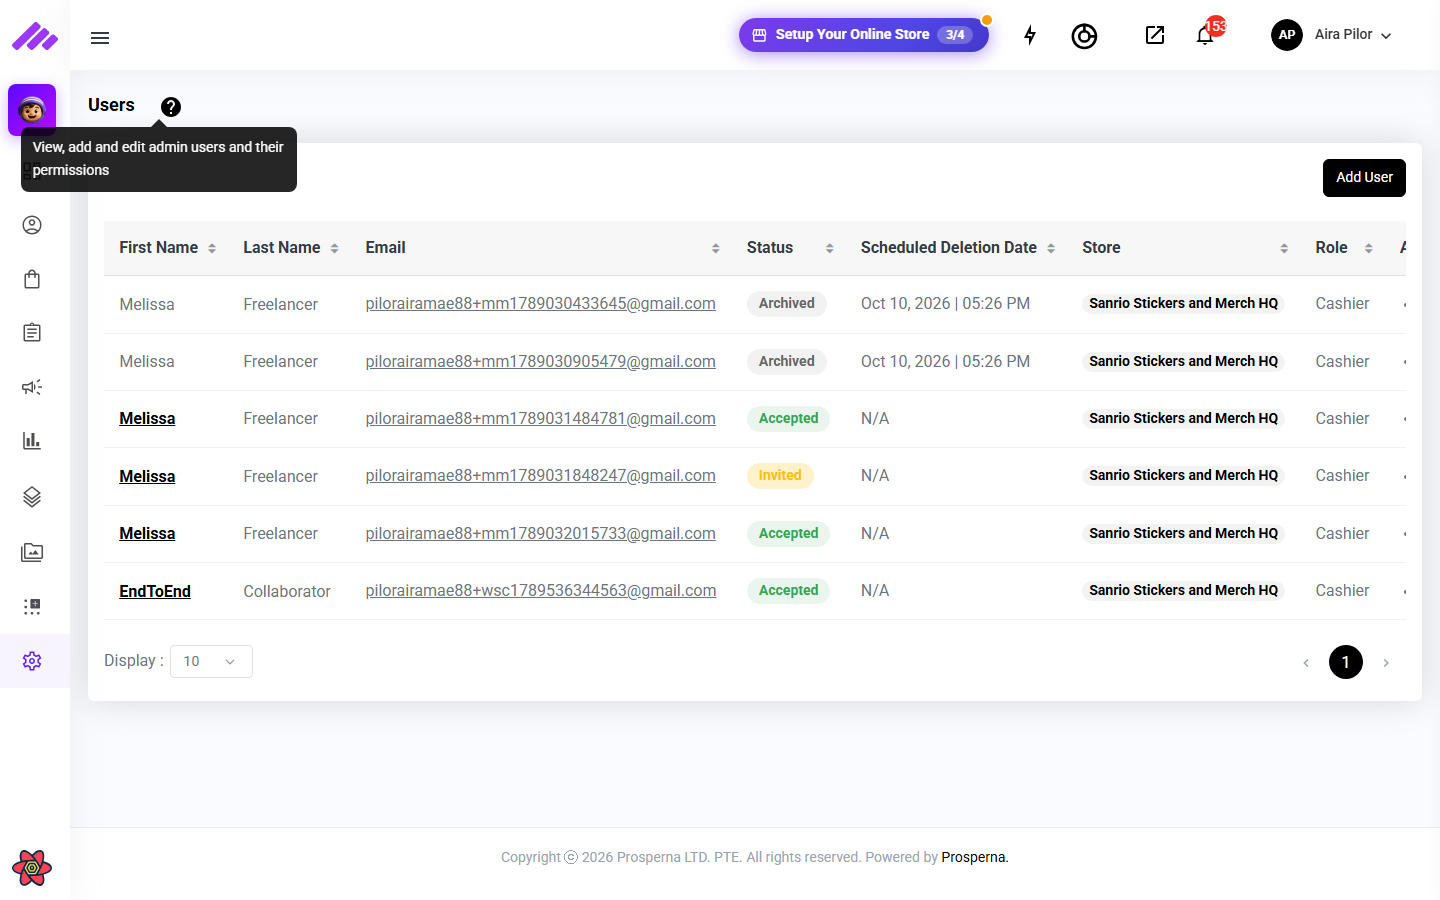 Setup Your Online Store 3/4
153
AP Aira Pilor
Users
View, add and edit admin users and their
permissions
Add User
First Name Last Name Email Status Scheduled Deletion Date Store Role
Melissa Freelancer pilorairamae88+mm1789030433645@gmail.com Archived Oct 10, 2026 | 05:26 PM Sanrio Stickers and Merch HQ Cashier
Melissa Freelancer pilorairamae88+mm1789030905479@gmail.com Archived Oct 10, 2026 | 05:26 PM Sanrio Stickers and Merch HQ Cashier
Melissa Freelancer pilorairamae88+mm1789031484781@gmail.com Accepted N/A Sanrio Stickers and Merch HQ Cashier
Melissa Freelancer pilorairamae88+mm1789031848247@gmail.com Invited N/A Sanrio Stickers and Merch HQ Cashier
Melissa Freelancer pilorairamae88+mm1789032015733@gmail.com Accepted N/A Sanrio Stickers and Merch HQ Cashier
EndToEnd Collaborator pilorairamae88+wsc1789536344563@gmail.com Accepted N/A Sanrio Stickers and Merch HQ Cashier
Display : 10
1
Copyright © 2026 Prosperna LTD. PTE. All rights reserved. Powered by Prosperna.